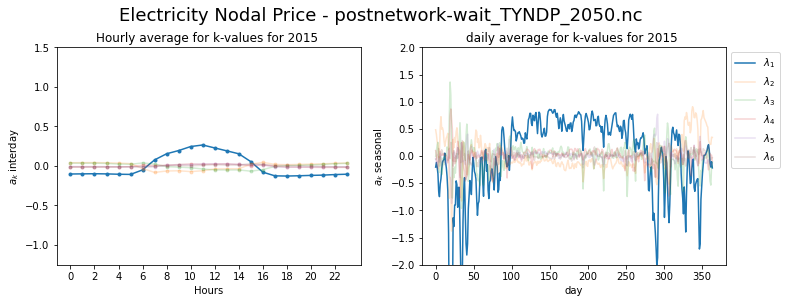 Electricity Nodal Price - postnetwork-wait_TYNDP_2050.nc
Hourly average for k-values for 2015
1.5
1.0
0.5
0.0
−0.5
−1.0
a_k interday
0 2 4 6 8 10 12 14 16 18 20 22
Hours
daily average for k-values for 2015
2.0
1.5
1.0
0.5
0.0
−0.5
−1.0
−1.5
−2.0
a_k seasonal
0 50 100 150 200 250 300 350
day
λ₁
λ₂
λ₃
λ₄
λ₅
λ₆